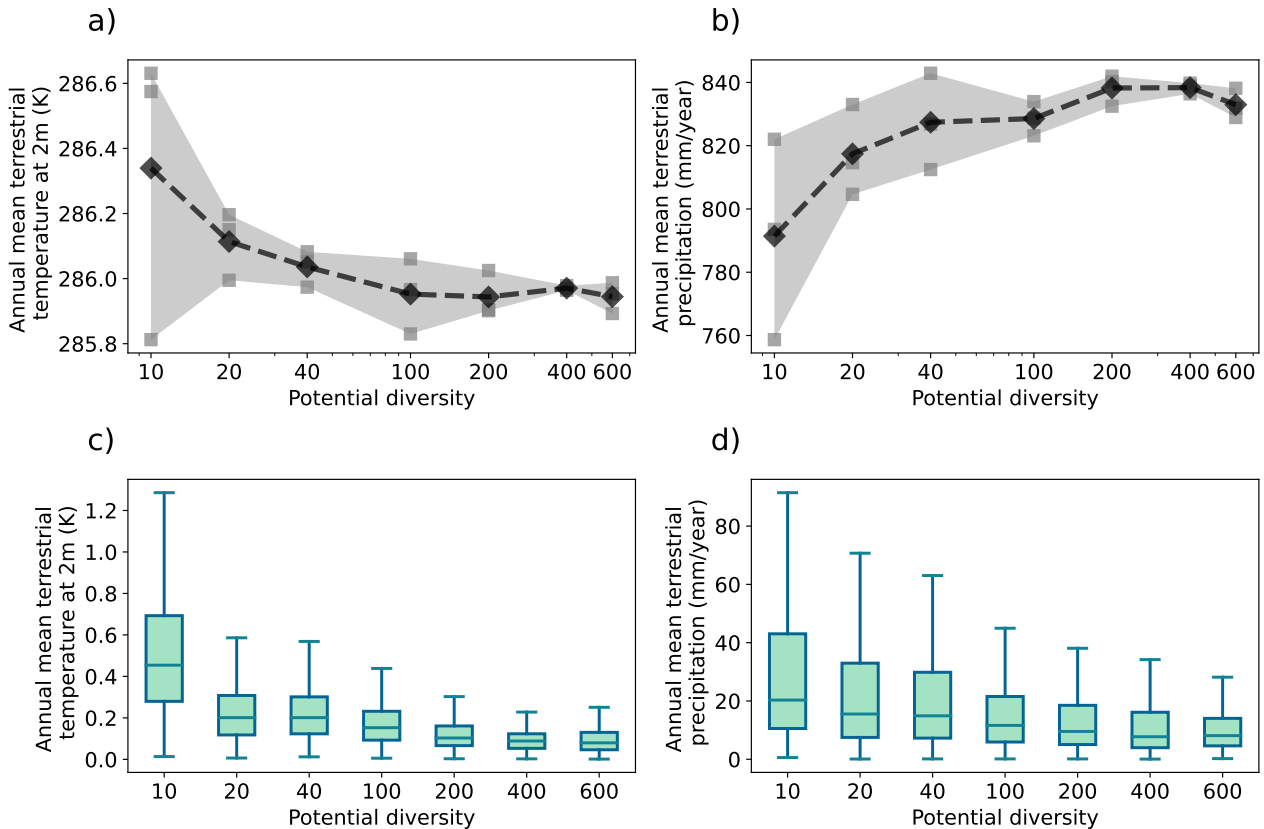 a)
286.6
286.4
286.2
286.0
285.8
Annual mean terrestrial
temperature at 2m (K)
10 20 40 100 200 400 600
Potential diversity
b)
840
820
800
780
760
Annual mean terrestrial
precipitation (mm/year)
10 20 40 100 200 400 600
Potential diversity
c)
1.2
1.0
0.8
0.6
0.4
0.2
0.0
Annual mean terrestrial
temperature at 2m (K)
10 20 40 100 200 400 600
Potential diversity
d)
80
60
40
20
0
Annual mean terrestrial
precipitation (mm/year)
10 20 40 100 200 400 600
Potential diversity